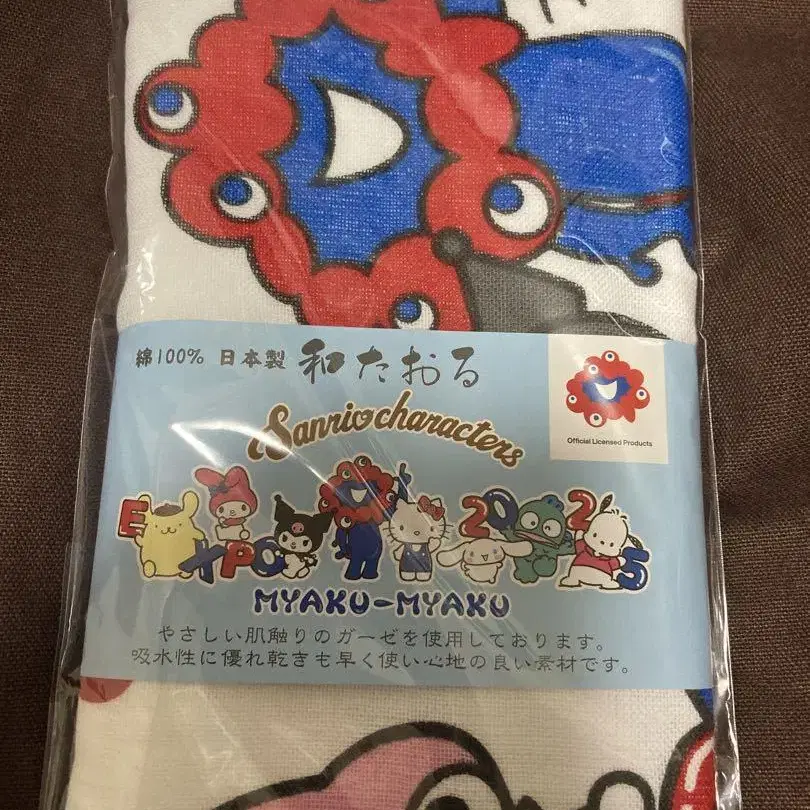 綿100% 日本製 和たおる
Official Licensed Products
Sanrio characters
EXPO 2025
MYAKU-MYAKU
やさしい肌触りのガーゼを使用しております。
吸水性に優れ乾きも早く使い心地の良い素材です。